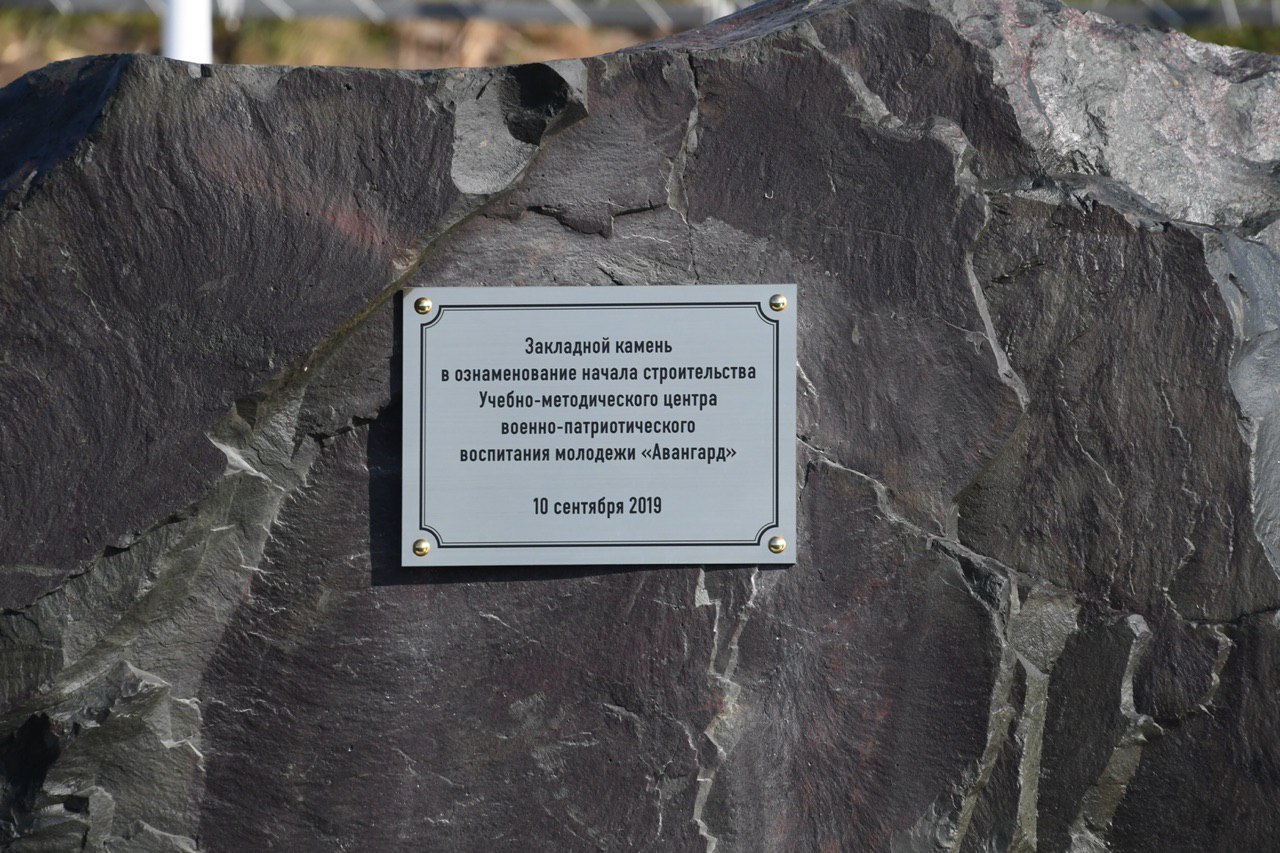 Закладной камень
в ознаменование начала строительства
Учебно-методического центра
военно-патриотического
воспитания молодежи «Авангард»
10 сентября 2019